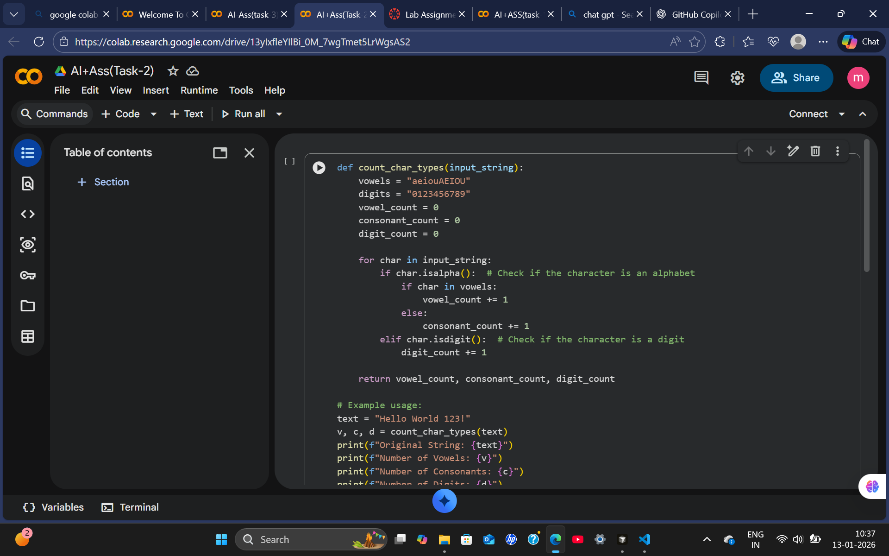 google colab
Welcome To
AI Ass(task 3
AI+Ass(Task
Lab Assignme
AI+ASS(task
chat gpt - Se
GitHub Copil
https://colab.research.google.com/drive/
Chat
AI+Ass(Task-2)
File Edit View Insert Runtime Tools Help
Share
m
Commands + Code + Text Run all
Connect
Table of contents
+ Section
[ ]
def count_char_types(input_string):
    vowels = "aeiouAEIOU"
    digits = "0123456789"
    vowel_count = 0
    consonant_count = 0
    digit_count = 0
    for char in input_string:
        if char.isalpha():  # Check if the character is an alphabet
            if char in vowels:
                vowel_count += 1
            else:
                consonant_count += 1
        elif char.isdigit():  # Check if the character is a digit
            digit_count += 1
    return vowel_count, consonant_count, digit_count
# Example usage:
text = "Hello World 123!"
v, c, d = count_char_types(text)
print(f"Original String: {text}")
print(f"Number of Vowels: {v}")
print(f"Number of Consonants: {c}")
print(f"Number of Digits: {d}")
Variables Terminal
2
Search
ENG
IN
10:37
13-01-2026